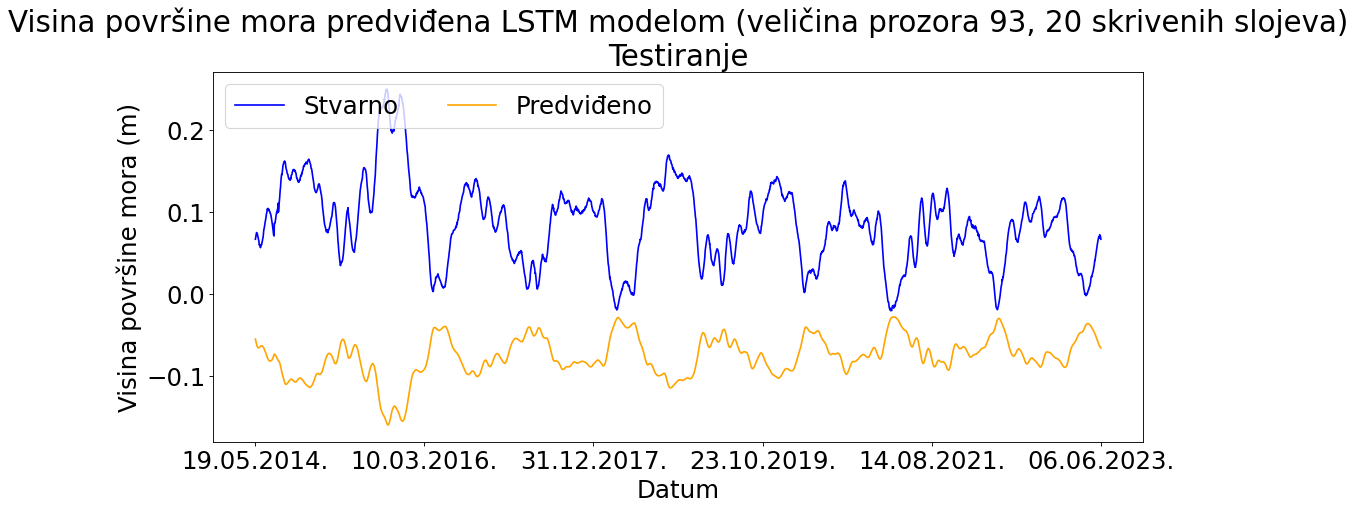 Visina površine mora predviđena LSTM modelom (veličina prozora 93, 20 skrivenih slojeva)
Testiranje
Stvarno
Predviđeno
Visina površine mora (m)
0.2
0.1
0.0
−0.1
19.05.2014.
10.03.2016.
31.12.2017.
23.10.2019.
14.08.2021.
06.06.2023.
Datum